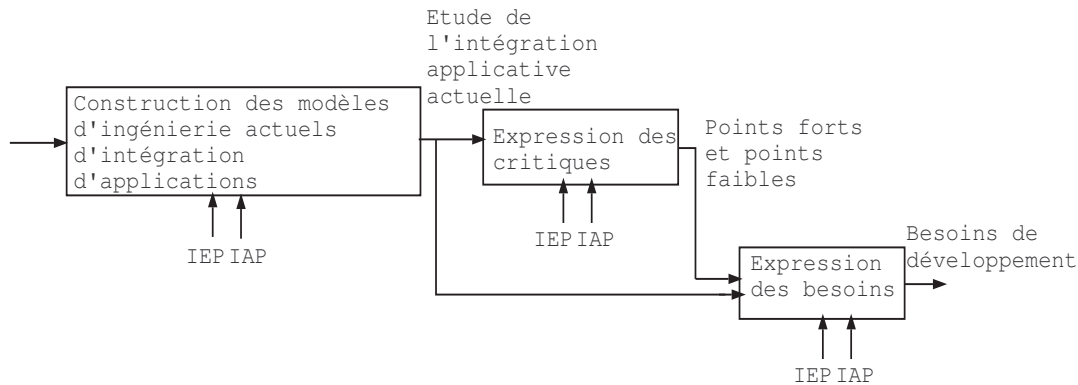 Etude de
l'intégration
applicative
actuelle
Construction des modèles
d'ingénierie actuels
d'intégration
d'applications
Expression des
critiques
Points forts
et points
faibles
IEP IAP
IEP IAP
Besoins de
développement
Expression
des besoins
IEP IAP